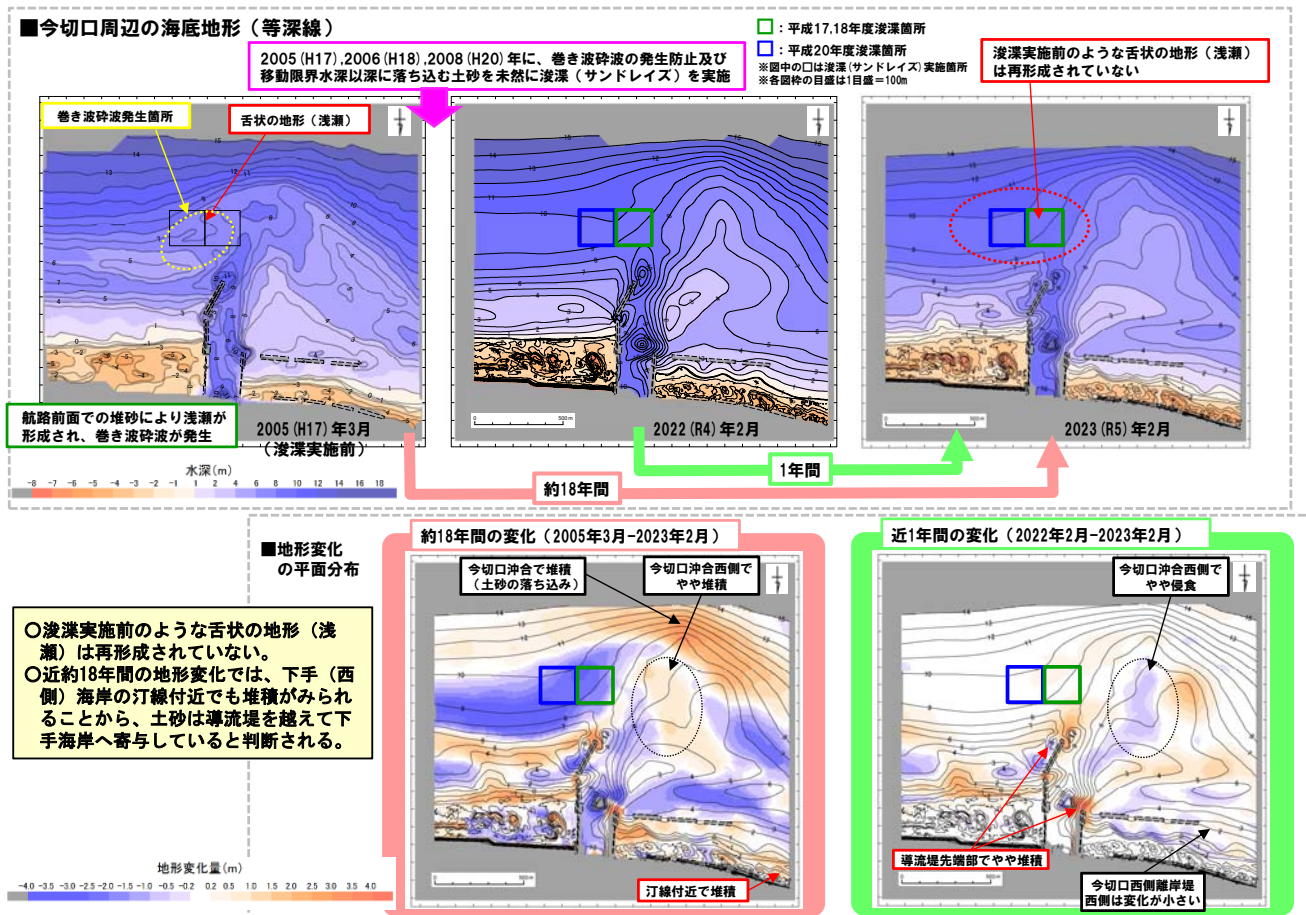 ■今切口周辺の海底地形（等深線）
2005(H17),2006(H18),2008(H20)年に、巻き波砕波の発生防止及び
移動限界水深以深に落ち込む土砂を未然に浚渫（サンドレイズ）を実施
：平成17,18年度浚渫箇所
：平成20年度浚渫箇所
※図中の□は浚渫(サンドレイズ)実施箇所
※各図枠の目盛は1目盛＝100m
浚渫実施前のような舌状の地形（浅瀬）
は再形成されていない
巻き波砕波発生箇所
舌状の地形（浅瀬）
航路前面での堆砂により浅瀬が
形成され、巻き波砕波が発生
2005(H17)年3月
（浚渫実施前）
0 500m
2022(R4)年2月
0 500m
2023(R5)年2月
1年間
約18年間
水深(m)
-8 -7 -6 -5 -4 -3 -2 -1 1 2 4 6 8 10 12 14 16 18
■地形変化
の平面分布
約18年間の変化（2005年3月-2023年2月）
今切口沖合で堆積
（土砂の落ち込み）
今切口沖合西側で
やや堆積
汀線付近で堆積
0 500m
近1年間の変化（2022年2月-2023年2月）
今切口沖合西側で
やや侵食
導流堤先端部でやや堆積
今切口西側離岸堤
西側は変化が小さい
0 500m
○浚渫実施前のような舌状の地形（浅
瀬）は再形成されていない。
○近約18年間の地形変化では、下手（西
側）海岸の汀線付近でも堆積がみられ
ることから、土砂は導流堤を越えて下
手海岸へ寄与していると判断される。
地形変化量(m)
-4.0 -3.5 -3.0 -2.5 -2.0 -1.5 -1.0 -0.5 -0.2 0.2 0.5 1.0 1.5 2.0 2.5 3.0 3.5 4.0